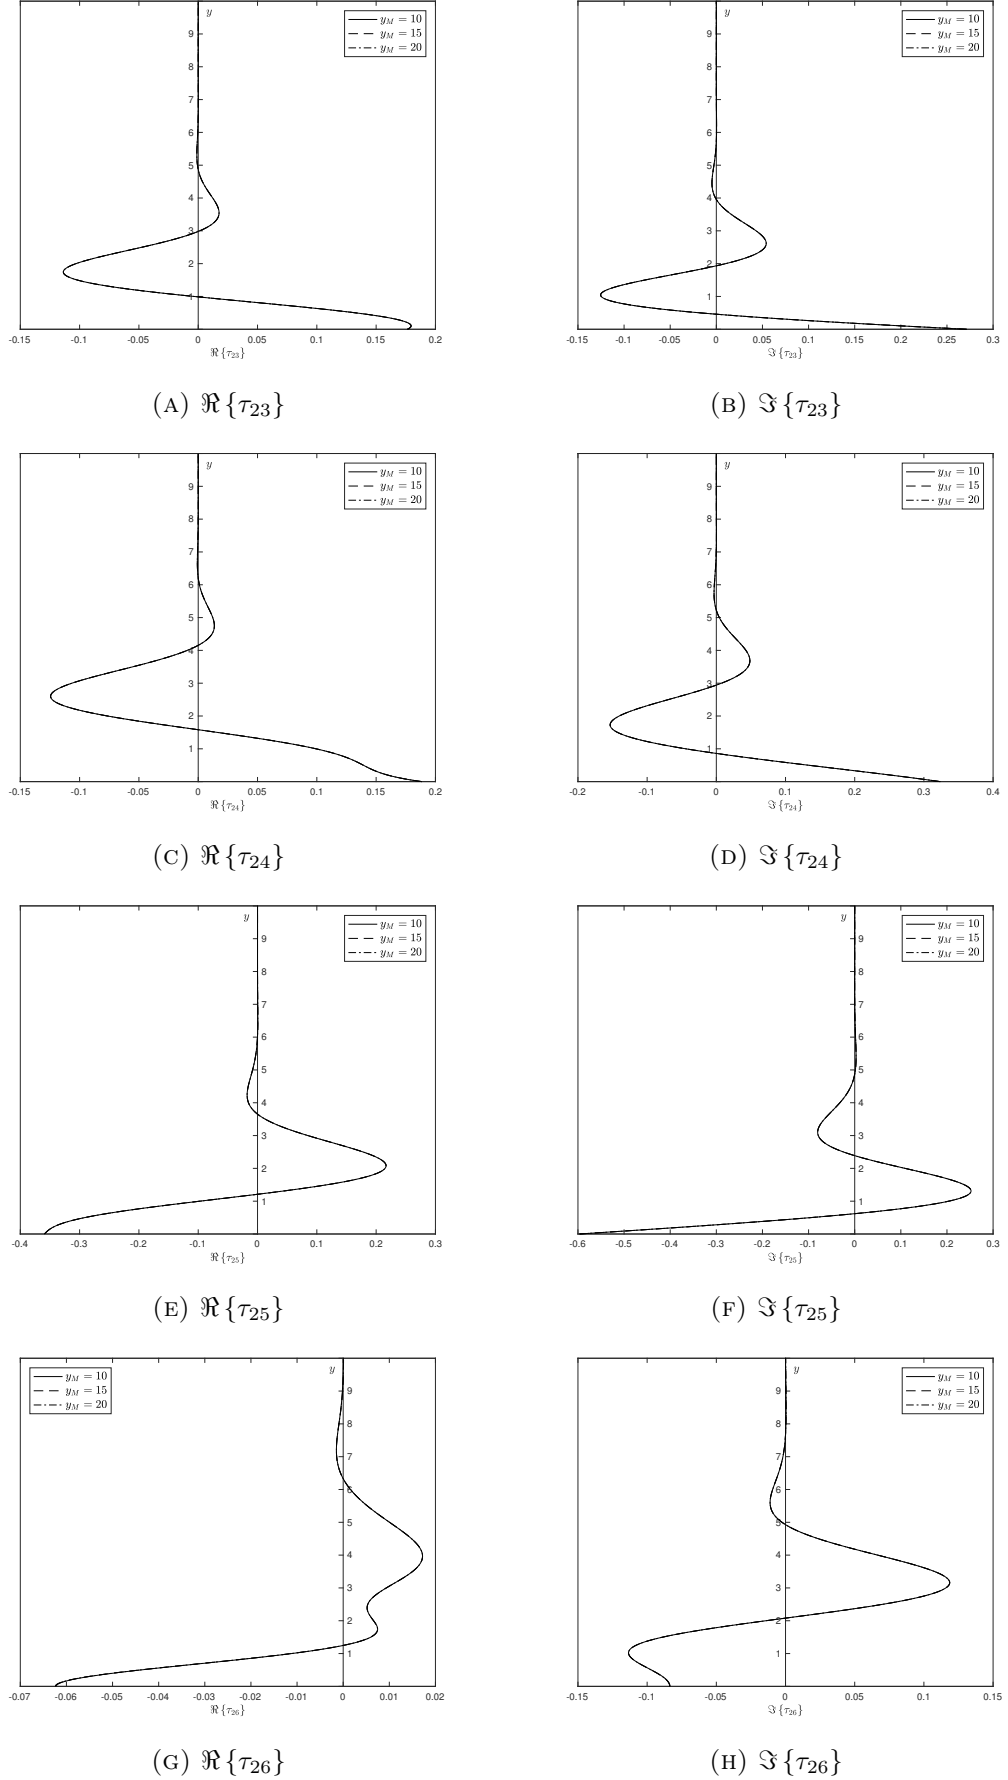 y
y_M = 10
y_M = 15
y_M = 20
9
8
7
6
5
4
3
2
1
-0.15 -0.1 -0.05 0 0.05 0.1 0.15 0.2
ℜ{τ23}
(A) ℜ{τ23}
y
y_M = 10
y_M = 15
y_M = 20
9
8
7
6
5
4
3
2
1
-0.15 -0.1 -0.05 0 0.05 0.1 0.15 0.2 0.25 0.3
ℑ{τ23}
(B) ℑ{τ23}
y
y_M = 10
y_M = 15
y_M = 20
9
8
7
6
5
4
3
2
1
-0.15 -0.1 -0.05 0 0.05 0.1 0.15 0.2
ℜ{τ24}
(C) ℜ{τ24}
y
y_M = 10
y_M = 15
y_M = 20
9
8
7
6
5
4
3
2
1
-0.2 -0.1 0 0.1 0.2 0.3 0.4
ℑ{τ24}
(D) ℑ{τ24}
y
y_M = 10
y_M = 15
y_M = 20
9
8
7
6
5
4
3
2
1
-0.4 -0.3 -0.2 -0.1 0 0.1 0.2 0.3
ℜ{τ25}
(E) ℜ{τ25}
y
y_M = 10
y_M = 15
y_M = 20
9
8
7
6
5
4
3
2
1
-0.6 -0.5 -0.4 -0.3 -0.2 -0.1 0 0.1 0.2 0.3
ℑ{τ25}
(F) ℑ{τ25}
y_M = 10
y_M = 15
y_M = 20
y
9
8
7
6
5
4
3
2
1
-0.07 -0.06 -0.05 -0.04 -0.03 -0.02 -0.01 0 0.01 0.02
ℜ{τ26}
(G) ℜ{τ26}
y
y_M = 10
y_M = 15
y_M = 20
9
8
7
6
5
4
3
2
1
-0.15 -0.1 -0.05 0 0.05 0.1 0.15
ℑ{τ26}
(H) ℑ{τ26}